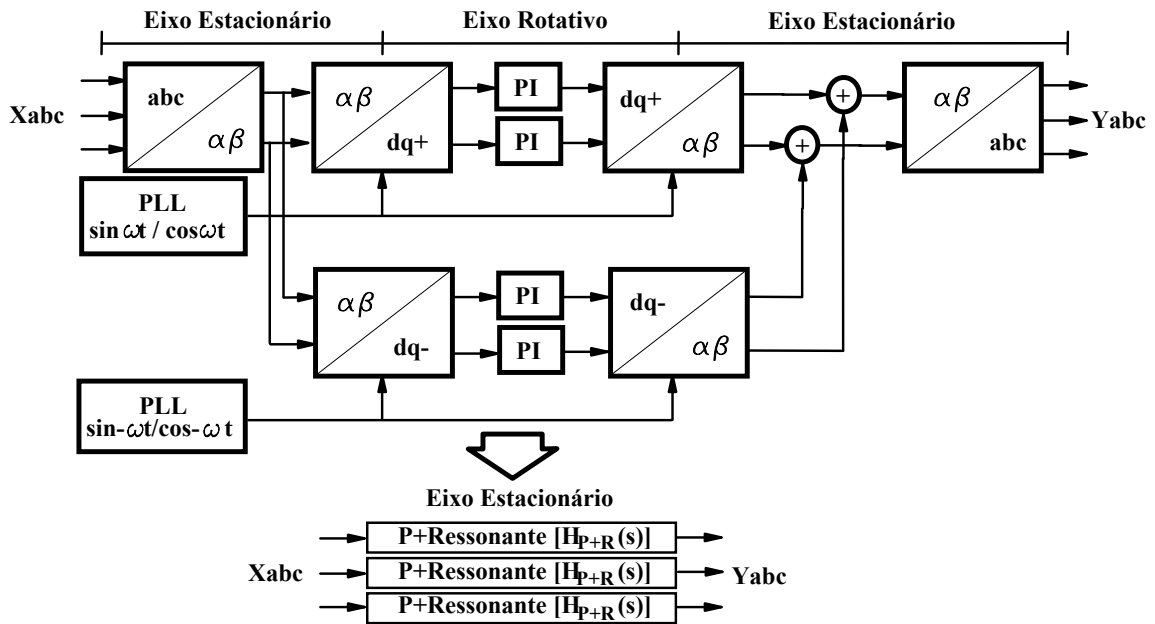 Eixo Estacionário
Eixo Rotativo
Eixo Estacionário
Xabc
abc
αβ
αβ
dq+
PI
PI
dq+
αβ
+
+
αβ
abc
Yabc
PLL
sin ωt / cosωt
αβ
dq-
PI
PI
dq-
αβ
PLL
sin-ωt/cos-ωt
Eixo Estacionário
Xabc
P+Ressonante [HP+R(s)]
P+Ressonante [HP+R(s)]
P+Ressonante [HP+R(s)]
Yabc